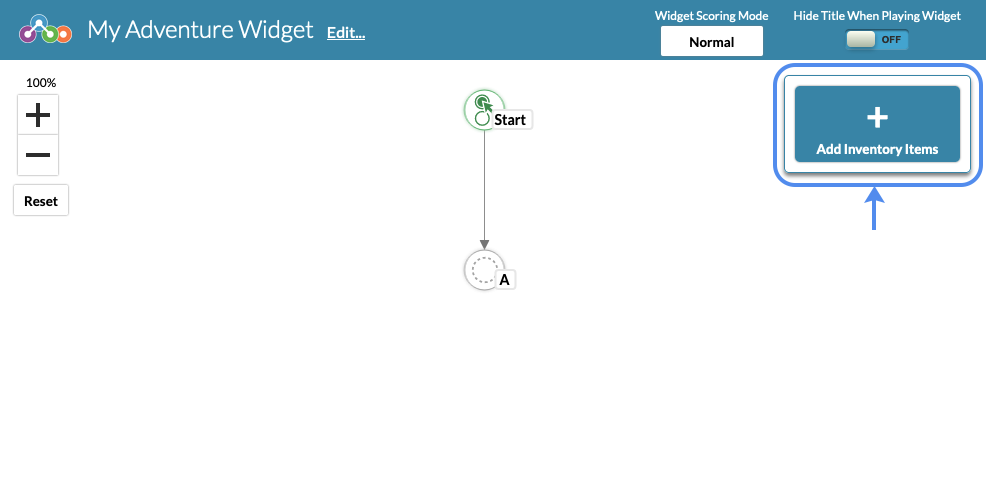 My Adventure Widget Edit...
Widget Scoring Mode
Normal
Hide Title When Playing Widget
OFF
100%
Reset
Start
A
Add Inventory Items